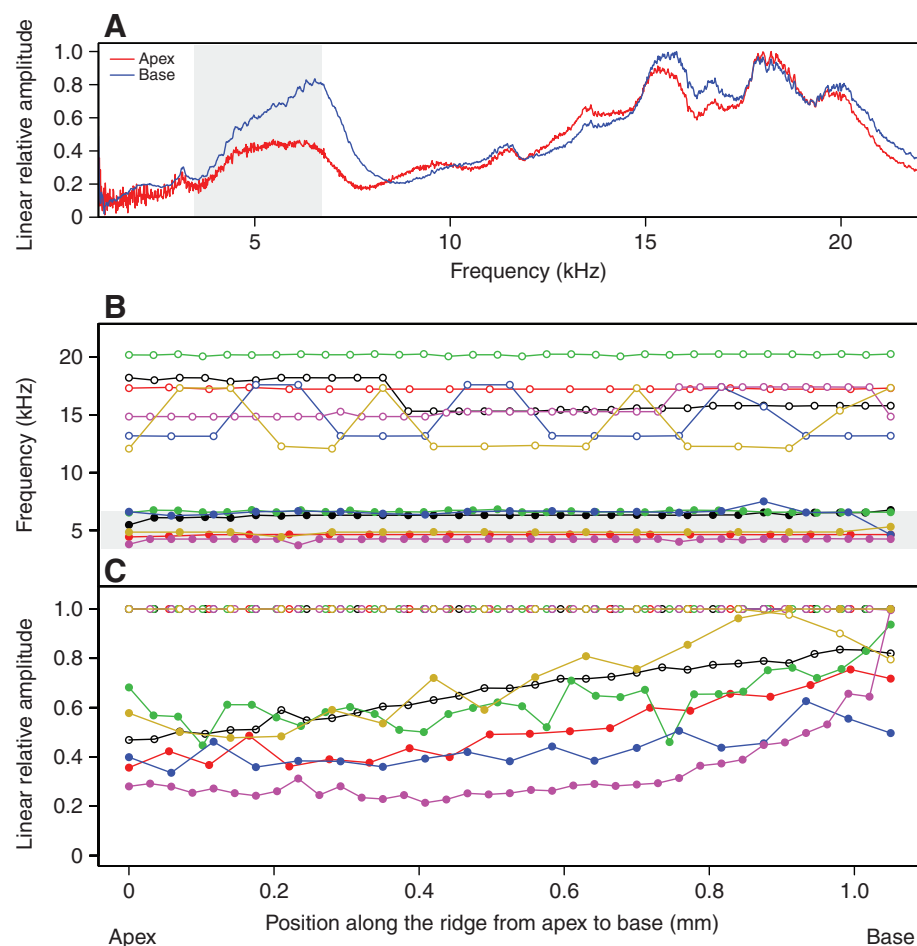 A
Linear relative amplitude
1.0
0.8
0.6
0.4
0.2
0
Apex
Base
5 10 15 20
Frequency (kHz)
B
Frequency (kHz)
20
15
10
5
C
Linear relative amplitude
1.0
0.8
0.6
0.4
0.2
0
0 0.2 0.4 0.6 0.8 1.0
Position along the ridge from apex to base (mm)
Apex Base